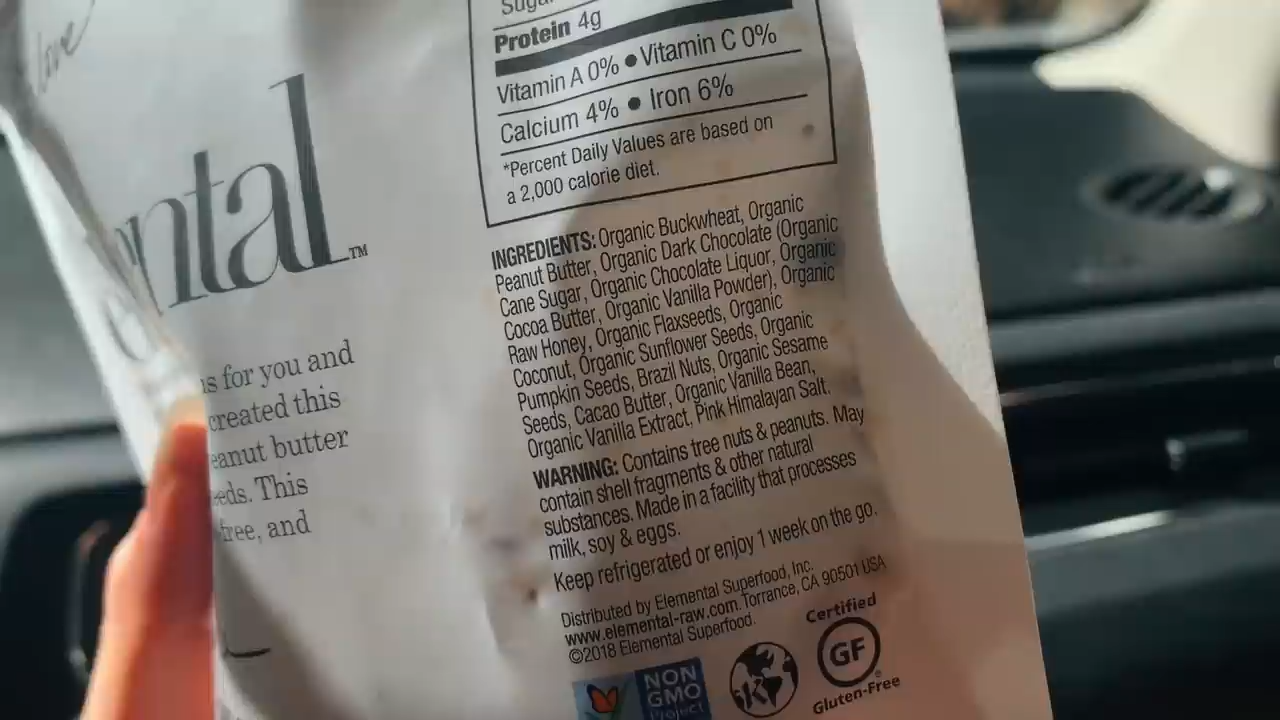 love
ntal™
s for you and
created this
eanut butter
eds. This
free, and
Sugar
Protein 4g
Vitamin A 0% ● Vitamin C 0%
Calcium 4% ● Iron 6%
*Percent Daily Values are based on
a 2,000 calorie diet.
INGREDIENTS: Organic Buckwheat, Organic
Peanut Butter, Organic Dark Chocolate (Organic
Cane Sugar, Organic Chocolate Liquor, Organic
Cocoa Butter, Organic Vanilla Powder), Organic
Raw Honey, Organic Flaxseeds, Organic
Coconut, Organic Sunflower Seeds, Organic
Pumpkin Seeds, Brazil Nuts, Organic Sesame
Seeds, Cacao Butter, Organic Vanilla Bean,
Organic Vanilla Extract, Pink Himalayan Salt.
WARNING: Contains tree nuts & peanuts. May
contain shell fragments & other natural
substances. Made in a facility that processes
milk, soy & eggs.
Keep refrigerated or enjoy 1 week on the go.
Distributed by Elemental Superfood, Inc.
www.elemental-raw.com. Torrance, CA 90501 USA
©2018 Elemental Superfood.
NON
GMO
Project
K
Certified
GF
Gluten-Free